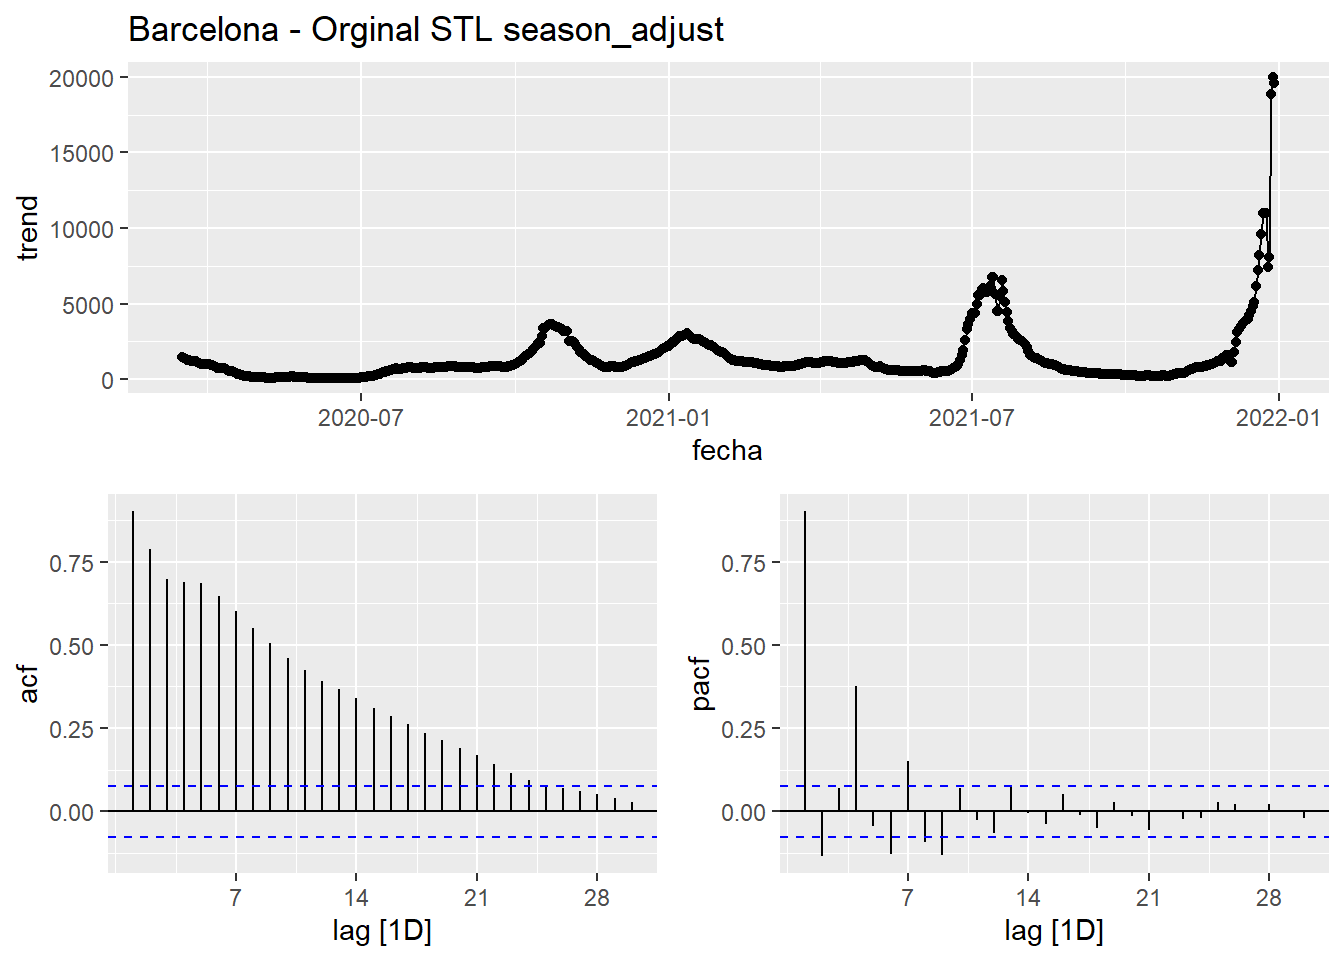 Barcelona - Orginal STL season_adjust
20000
15000
10000
5000
0
trend
2020-07 2021-01 2021-07 2022-01
fecha
0.75
0.50
0.25
0.00
acf
7 14 21 28
lag [1D]
0.75
0.50
0.25
0.00
pacf
7 14 21 28
lag [1D]